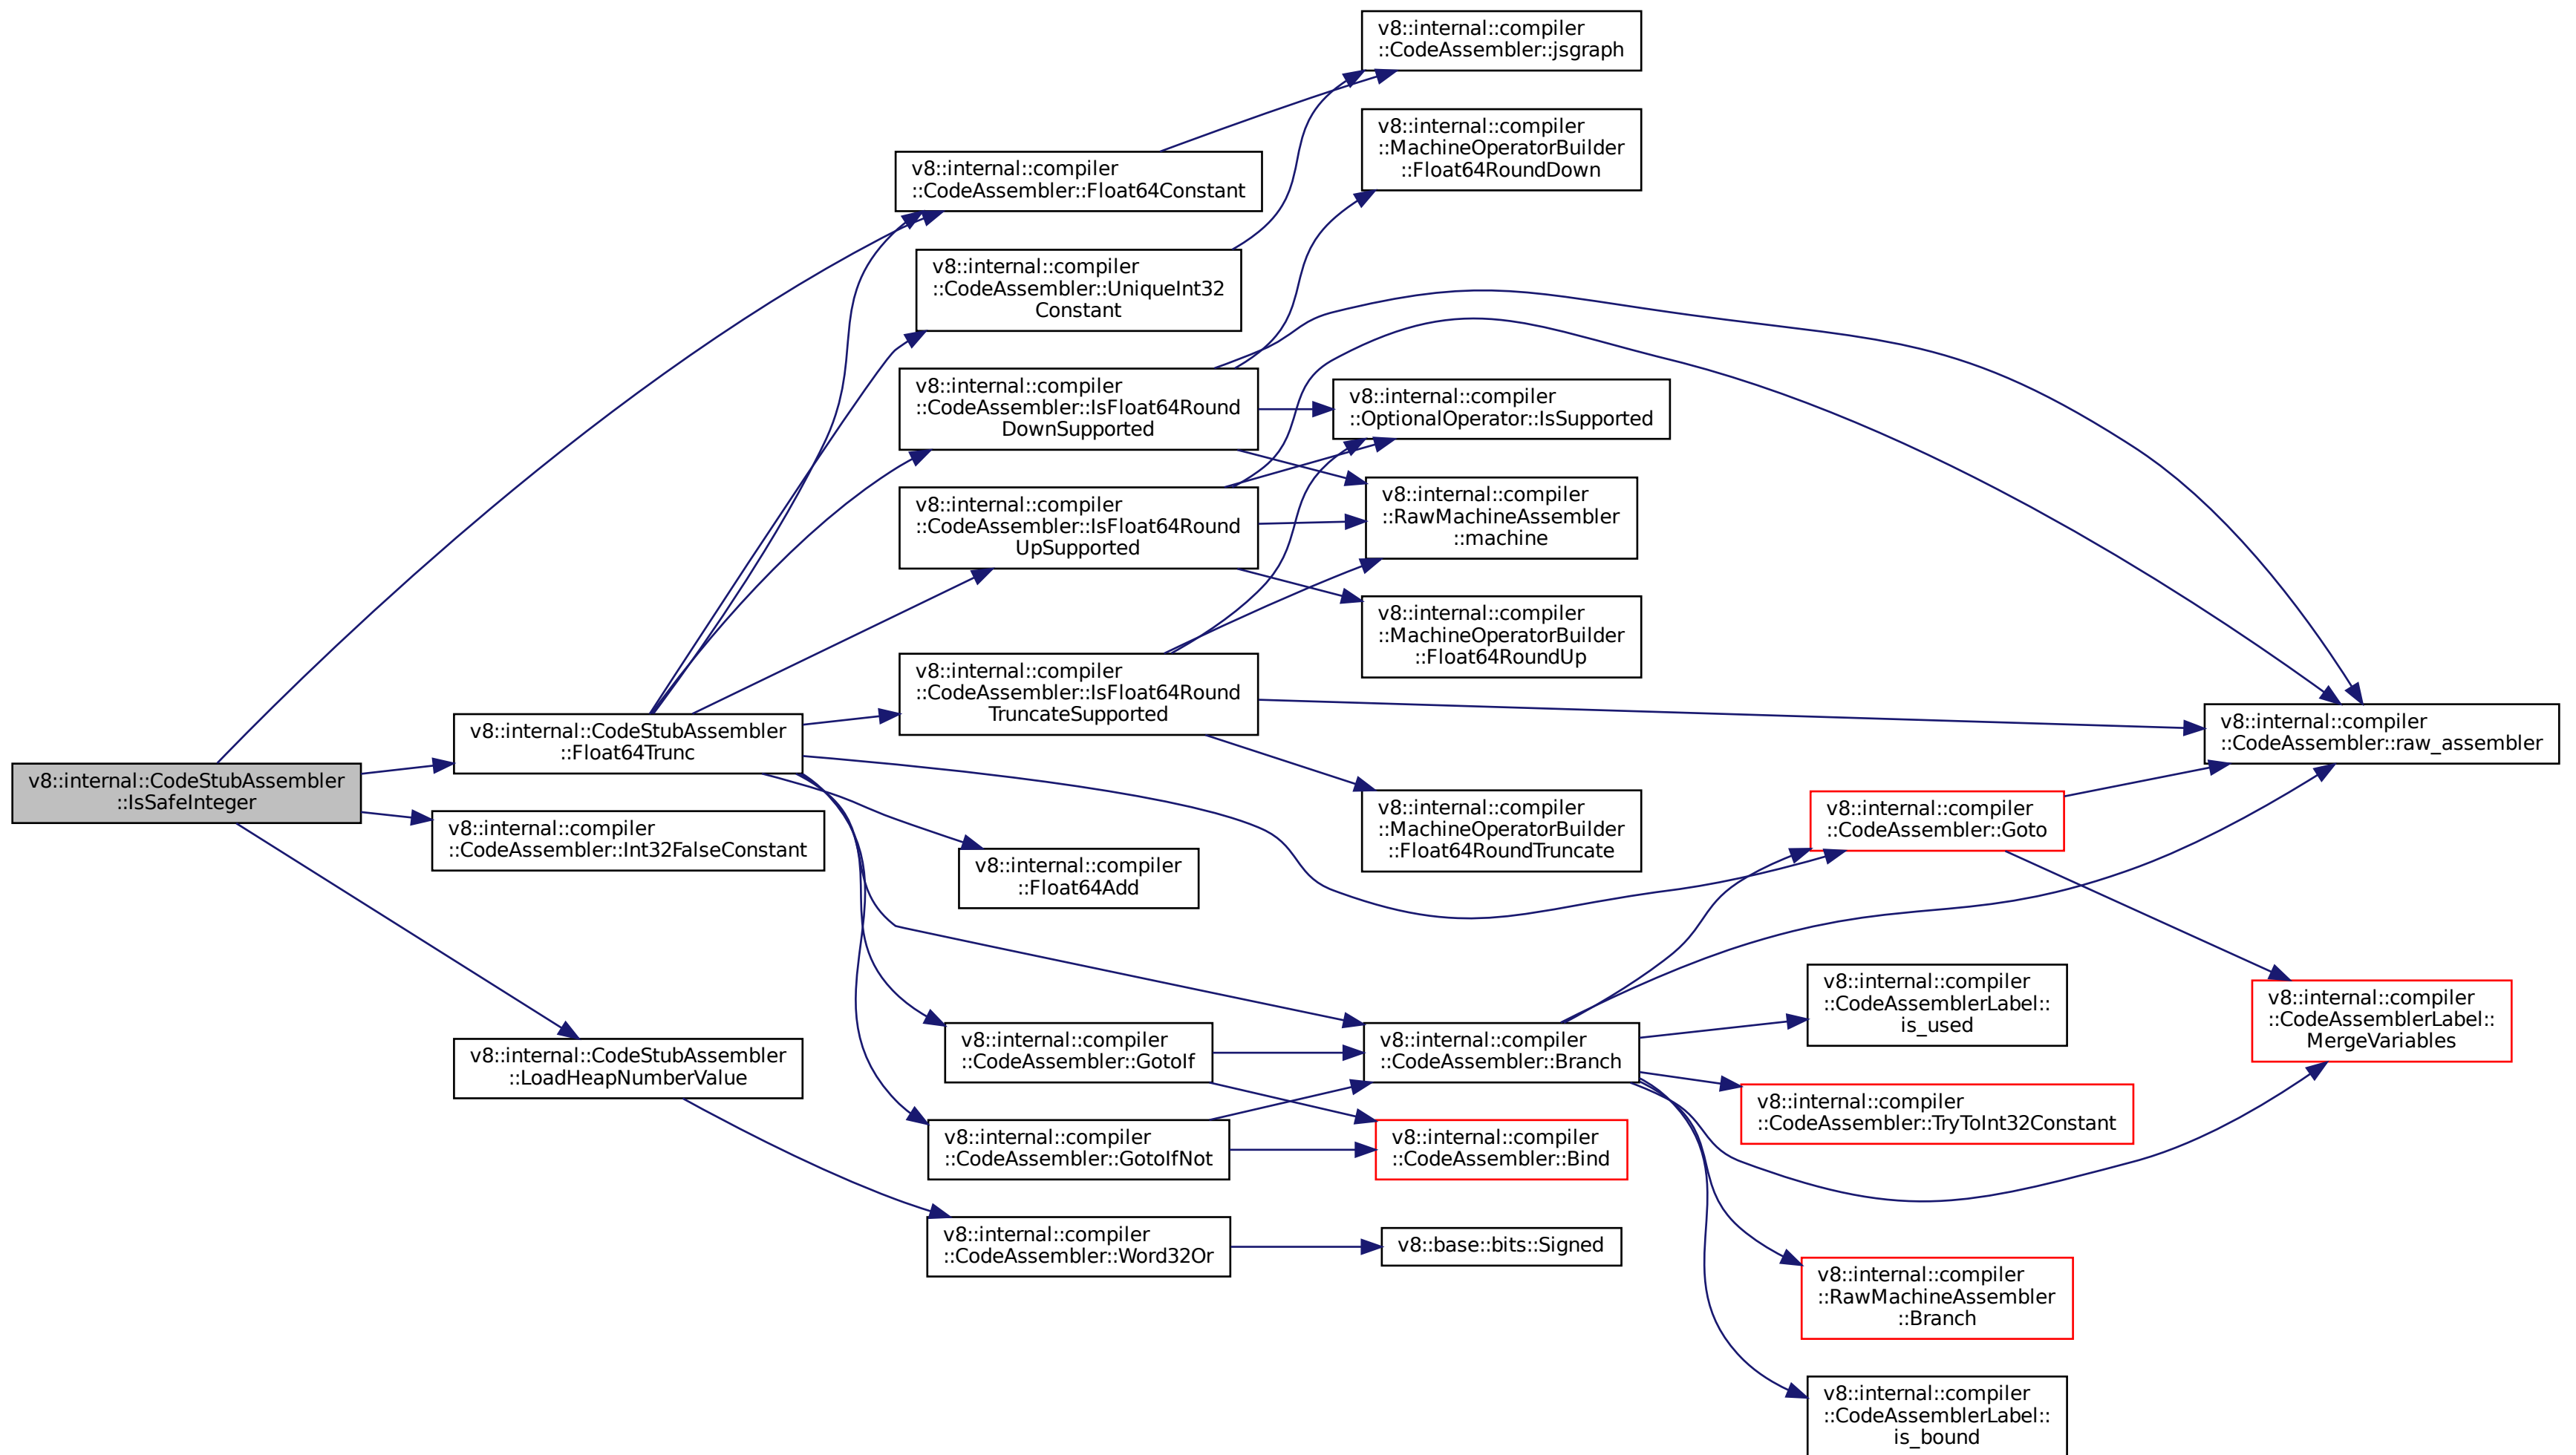 v8::internal::CodeStubAssembler
::IsSafeInteger
v8::internal::CodeStubAssembler
::Float64Trunc
v8::internal::compiler
::CodeAssembler::Int32FalseConstant
v8::internal::CodeStubAssembler
::LoadHeapNumberValue
v8::internal::compiler
::CodeAssembler::Float64Constant
v8::internal::compiler
::CodeAssembler::UniqueInt32
Constant
v8::internal::compiler
::CodeAssembler::IsFloat64Round
DownSupported
v8::internal::compiler
::CodeAssembler::IsFloat64Round
UpSupported
v8::internal::compiler
::CodeAssembler::IsFloat64Round
TruncateSupported
v8::internal::compiler
::Float64Add
v8::internal::compiler
::CodeAssembler::GotoIf
v8::internal::compiler
::CodeAssembler::GotoIfNot
v8::internal::compiler
::CodeAssembler::Word32Or
v8::internal::compiler
::CodeAssembler::jsgraph
v8::internal::compiler
::MachineOperatorBuilder
::Float64RoundDown
v8::internal::compiler
::OptionalOperator::IsSupported
v8::internal::compiler
::RawMachineAssembler
::machine
v8::internal::compiler
::MachineOperatorBuilder
::Float64RoundUp
v8::internal::compiler
::MachineOperatorBuilder
::Float64RoundTruncate
v8::internal::compiler
::CodeAssembler::Branch
v8::internal::compiler
::CodeAssembler::Bind
v8::base::bits::Signed
v8::internal::compiler
::CodeAssembler::Goto
v8::internal::compiler
::CodeAssemblerLabel::
is_used
v8::internal::compiler
::CodeAssembler::TryToInt32Constant
v8::internal::compiler
::RawMachineAssembler
::Branch
v8::internal::compiler
::CodeAssemblerLabel::
is_bound
v8::internal::compiler
::CodeAssembler::raw_assembler
v8::internal::compiler
::CodeAssemblerLabel::
MergeVariables